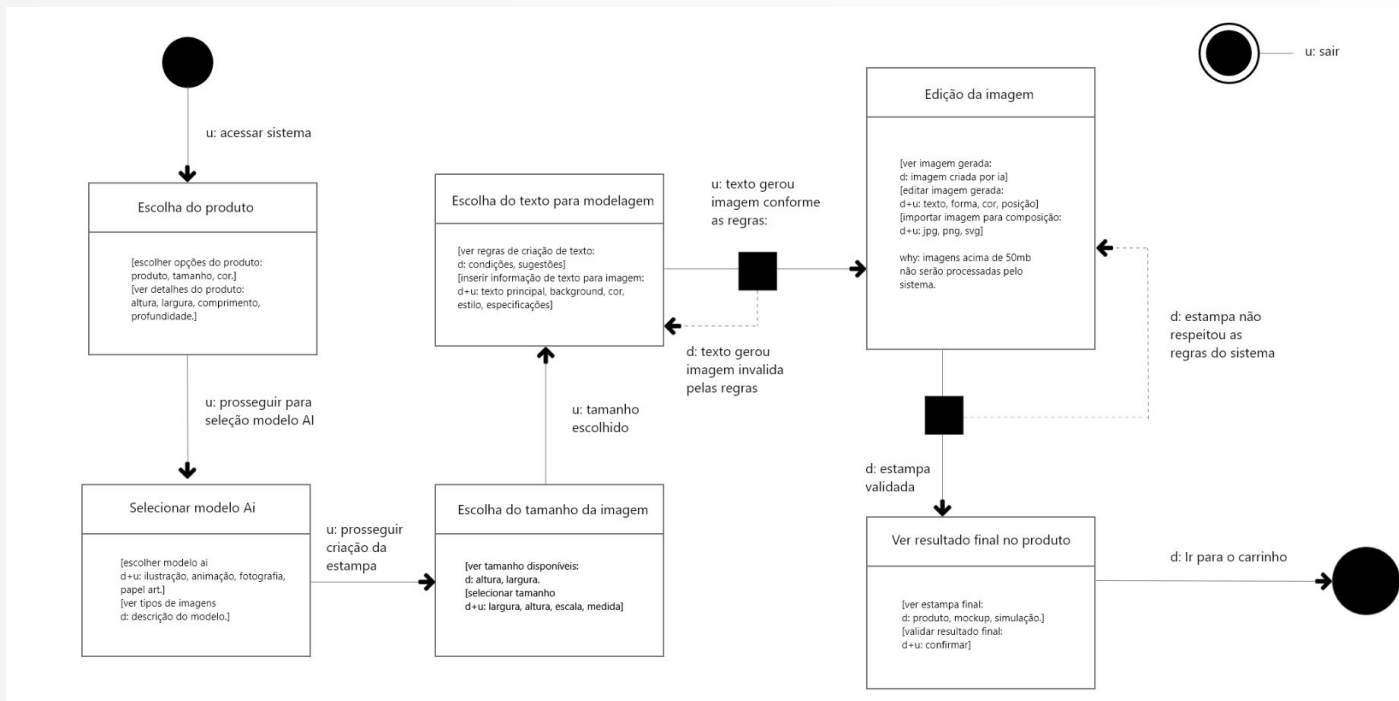 u: acessar sistema
Escolha do produto
[escolher opções do produto:
produto, tamanho, cor.]
[ver detalhes do produto:
altura, largura, comprimento,
profundidade.]
u: prosseguir para
seleção modelo AI
Selecionar modelo Ai
[escolher modelo ai
d+u: ilustração, animação, fotografia,
papel art.]
[ver tipos de imagens
d: descrição do modelo.]
u: prosseguir
criação da
estampa
Escolha do tamanho da imagem
[ver tamanho disponíveis:
d: altura, largura.
[selecionar tamanho
d+u: largura, altura, escala, medida]
u: tamanho
escolhido
Escolha do texto para modelagem
[ver regras de criação de texto:
d: condições, sugestões]
[inserir informação de texto para imagem:
d+u: texto principal, background, cor,
estilo, especificações]
u: texto gerou
imagem conforme
as regras:
d: texto gerou
imagem invalida
pelas regras
Edição da imagem
[ver imagem gerada:
d: imagem criada por ia]
[editar imagem gerada:
d+u: texto, forma, cor, posição]
[importar imagem para composição:
d+u: jpg, png, svg]
why: imagens acima de 50mb
não serão processadas pelo
sistema.
d: estampa não
respeitou as
regras do sistema
d: estampa
validada
Ver resultado final no produto
[ver estampa final:
d: produto, mockup, simulação.]
[validar resultado final:
d+u: confirmar]
d: Ir para o carrinho
u: sair